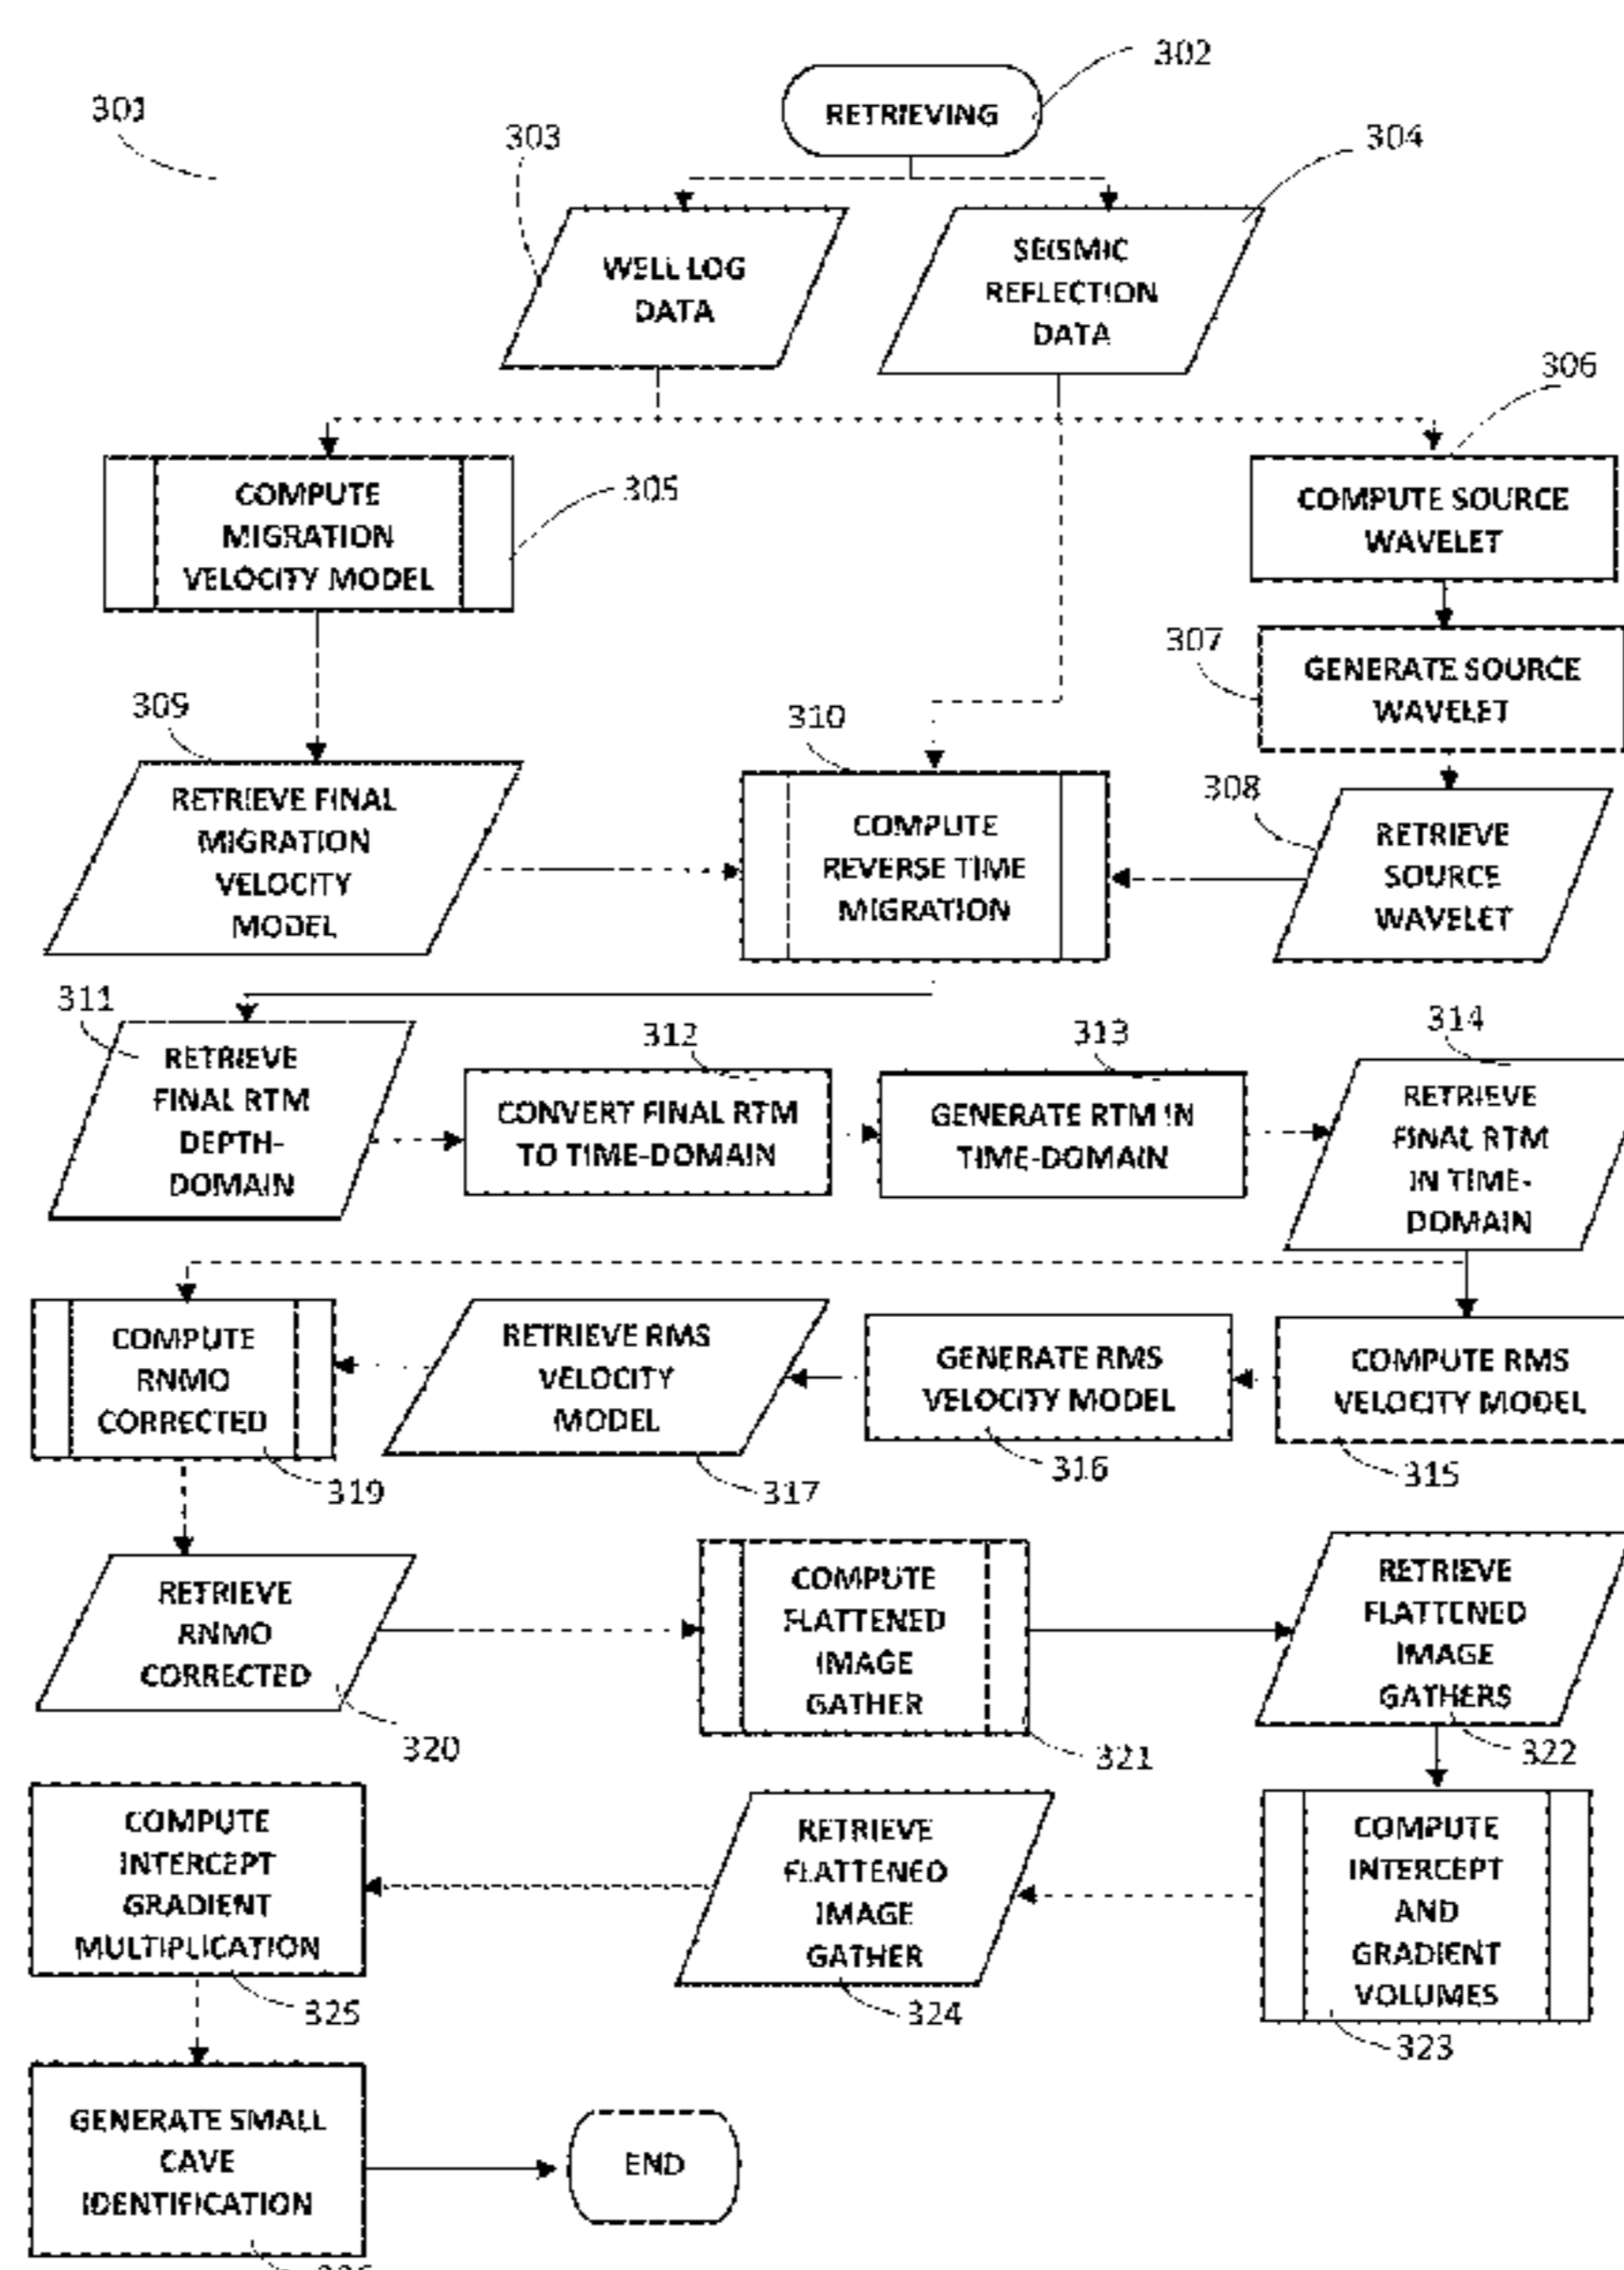 302
301
RETRIEVING
303
304
WELL LOG
DATA
SEISMIC
REFLECTION
DATA
306
COMPUTE
MIGRATION
VELOCITY MODEL
305
COMPUTE SOURCE
WAVELET
307
GENERATE SOURCE
WAVELET
309
310
308
RETRIEVE FINAL
MIGRATION
VELOCITY
MODEL
COMPUTE
REVERSE TIME
MIGRATION
RETRIEVE
SOURCE
WAVELET
311
312
313
314
RETRIEVE
FINAL RTM
DEPTH-
DOMAIN
CONVERT FINAL RTM
TO TIME-DOMAIN
GENERATE RTM IN
TIME-DOMAIN
RETRIEVE
FINAL RTM
IN TIME-
DOMAIN
COMPUTE
RNMO
CORRECTED
RETRIEVE RMS
VELOCITY
MODEL
GENERATE RMS
VELOCITY MODEL
COMPUTE RMS
VELOCITY MODEL
319
317
316
315
RETRIEVE
RNMO
CORRECTED
COMPUTE
FLATTENED
IMAGE
GATHER
RETRIEVE
FLATTENED
IMAGE
GATHERS
320
321
322
COMPUTE
INTERCEPT
GRADIENT
MULTIPLICATION
RETRIEVE
FLATTENED
IMAGE
GATHER
COMPUTE
INTERCEPT
AND
GRADIENT
VOLUMES
325
324
323
GENERATE SMALL
CAVE
IDENTIFICATION
END